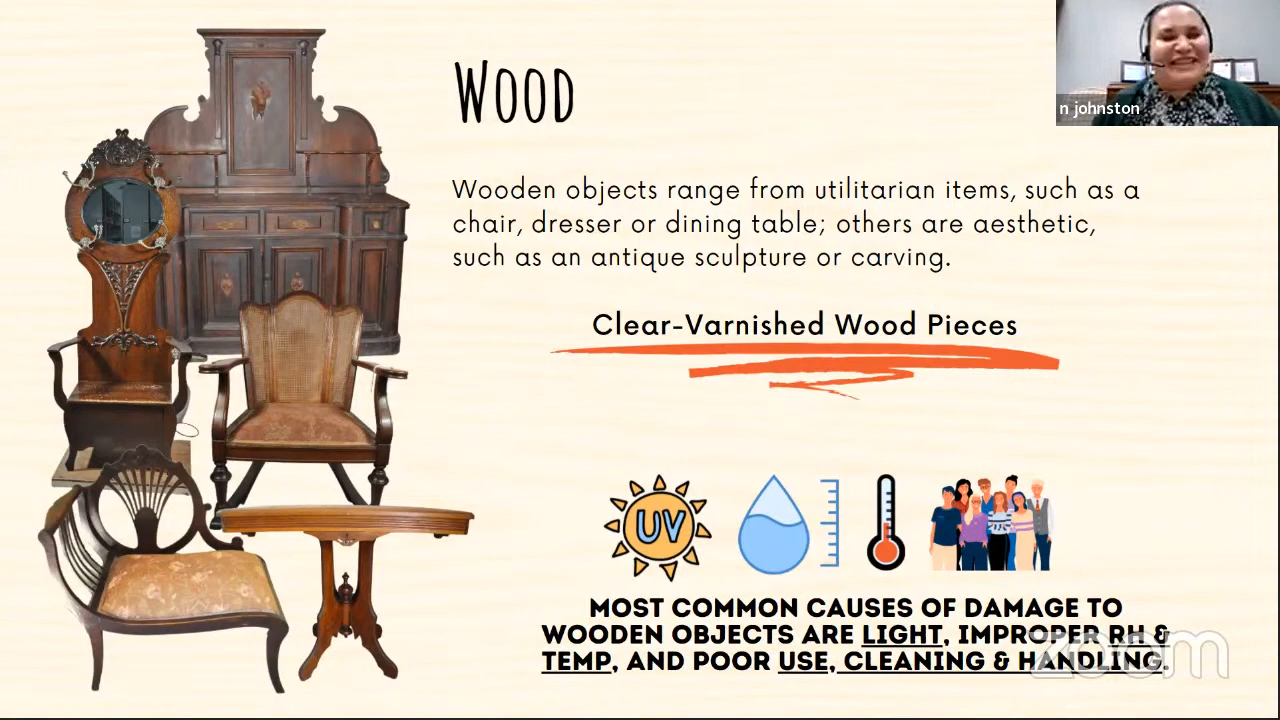 n johnston
Wood
Wooden objects range from utilitarian items, such as a
chair, dresser or dining table; others are aesthetic,
such as an antique sculpture or carving.
Clear-Varnished Wood Pieces
UV
MOST COMMON CAUSES OF DAMAGE TO
WOODEN OBJECTS ARE LIGHT, IMPROPER RH &
TEMP, AND POOR USE, CLEANING & HANDLING.
zoom